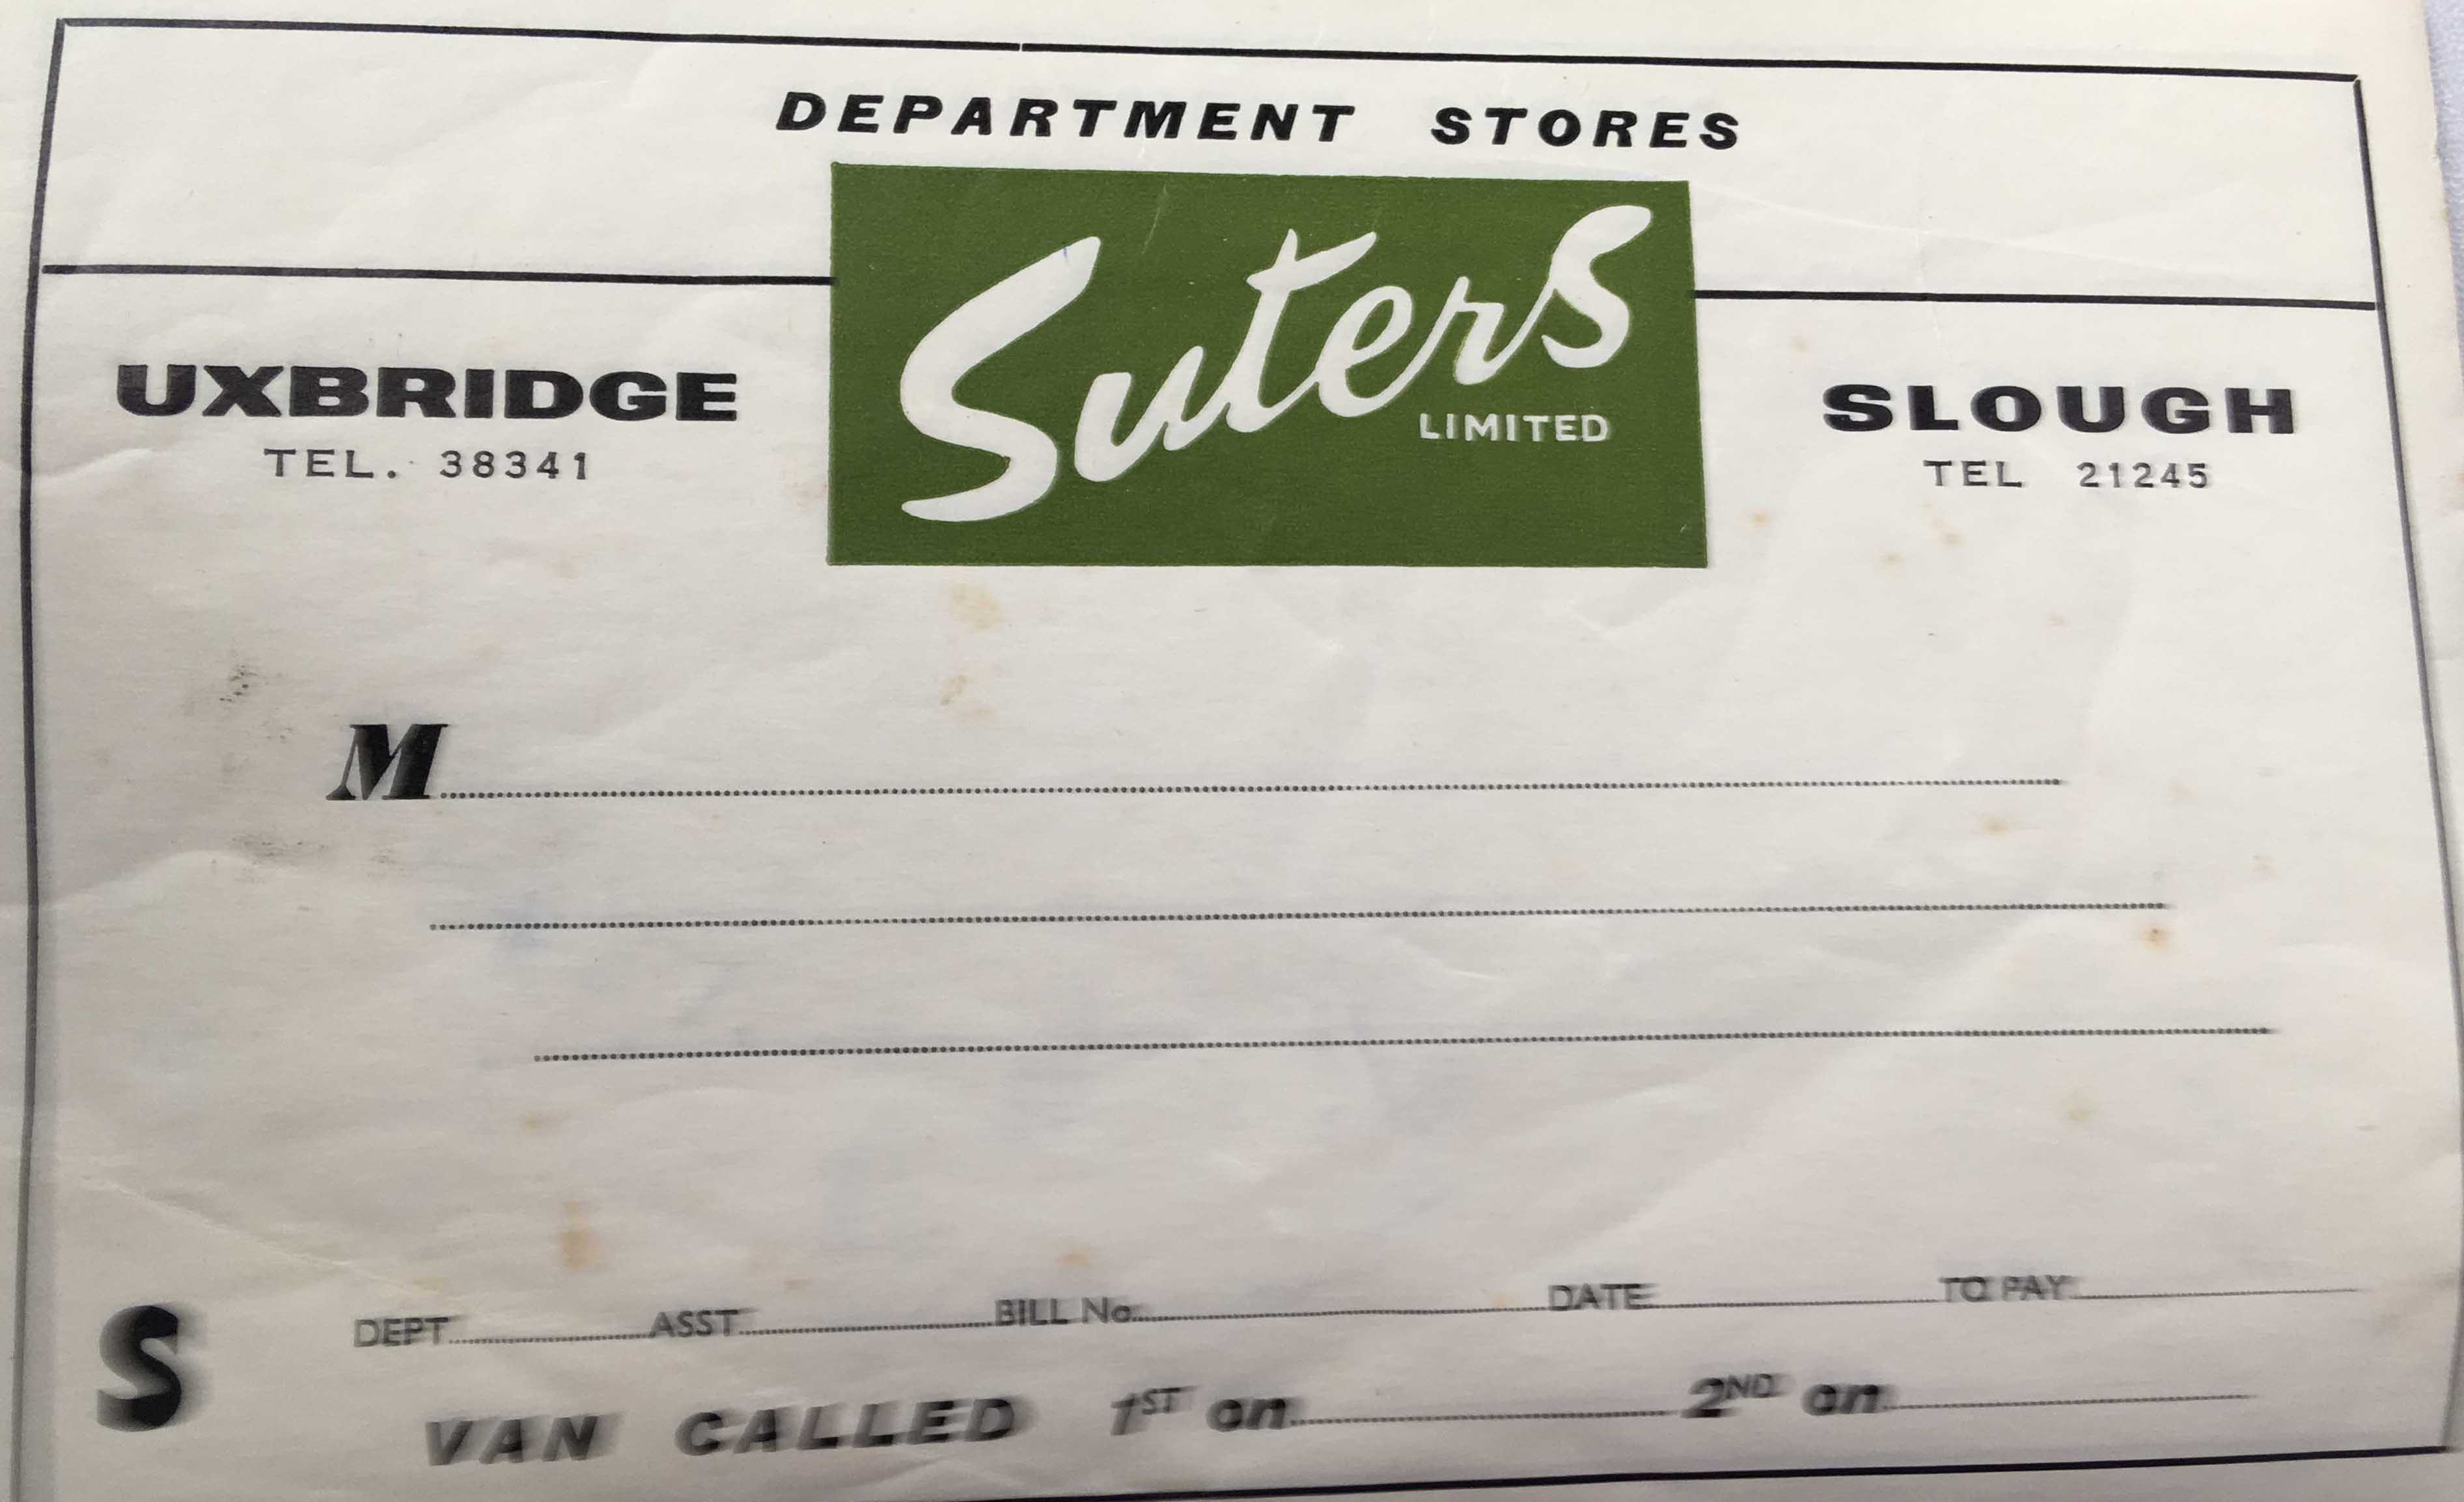 DEPARTMENT STORES
Suters
LIMITED
UXBRIDGE
TEL. 38341
SLOUGH
TEL 21245
M
DEPT ASST BILL No. DATE TO PAY
S
VAN CALLED 1ST on 2ND on